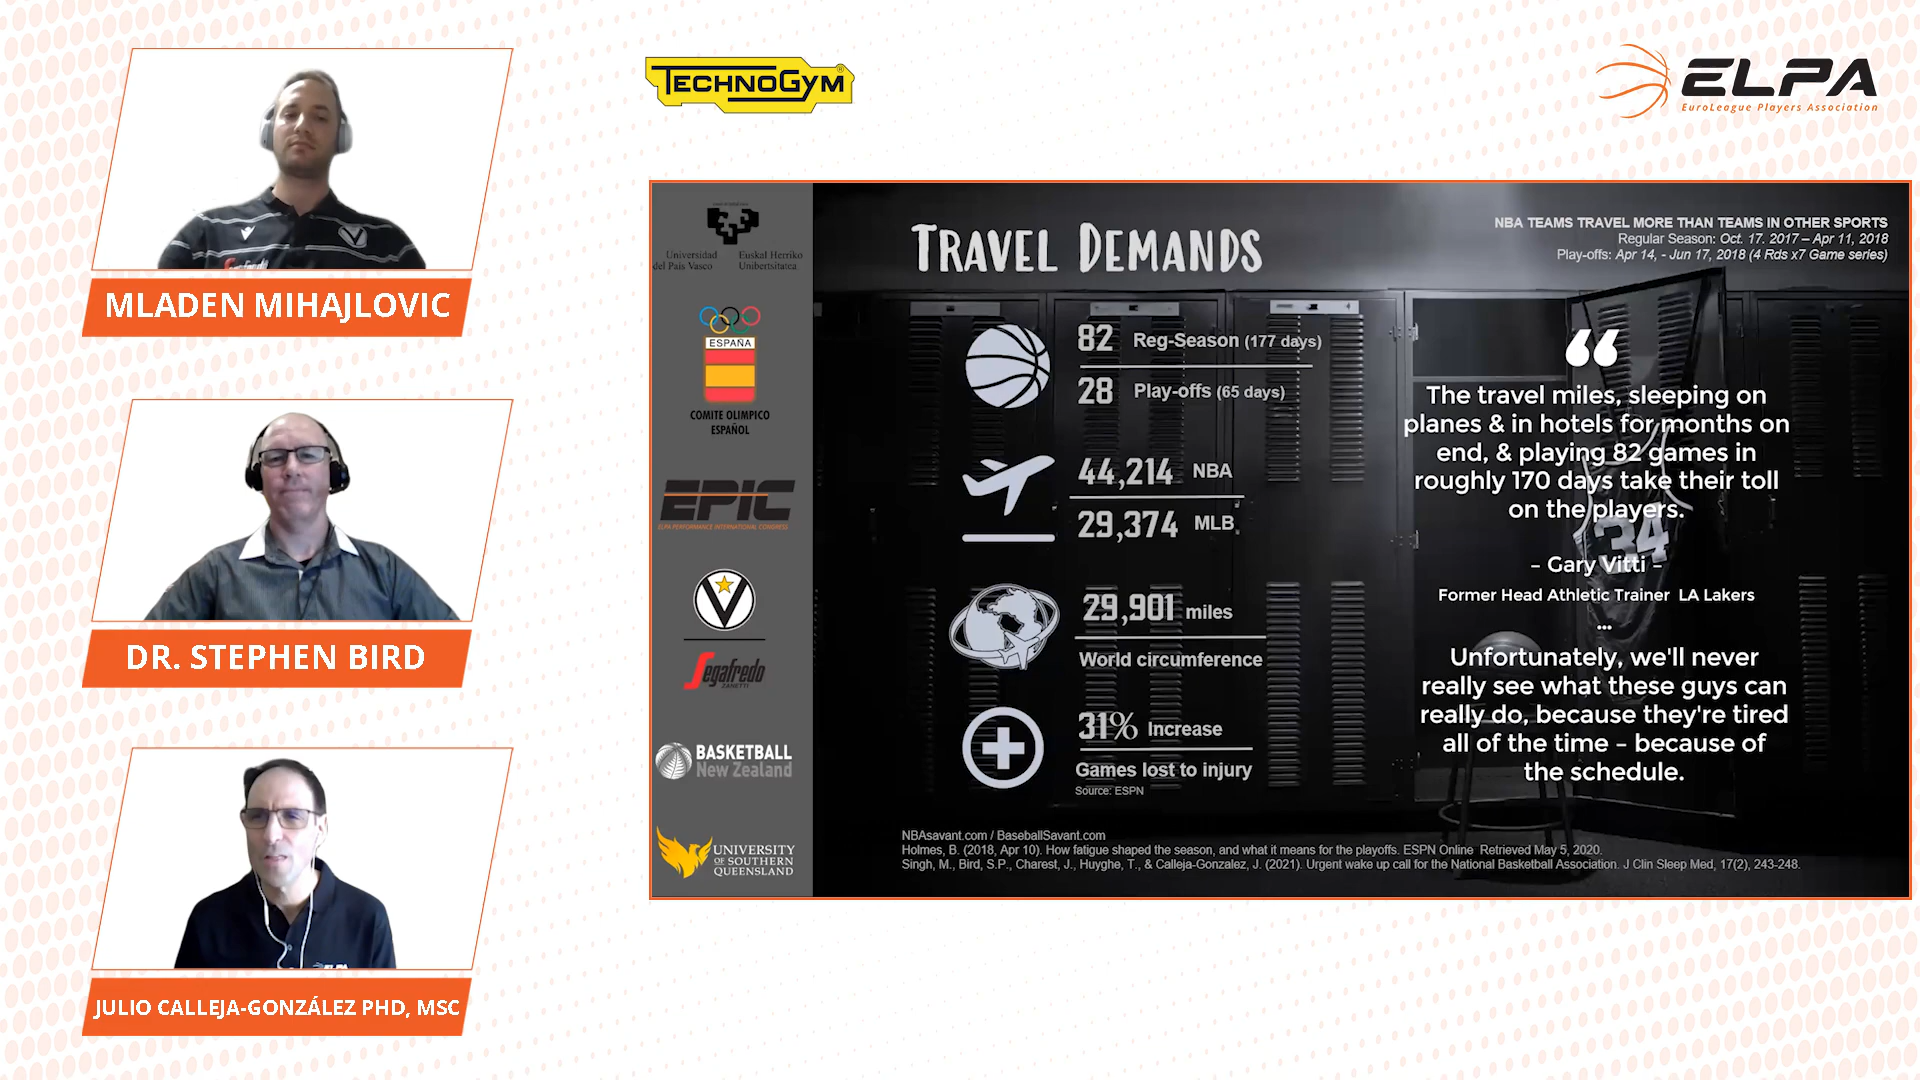 TECHNOGYM®
ELPA
EuroLeague Players Association
MLADEN MIHAJLOVIC
DR. STEPHEN BIRD
JULIO CALLEJA-GONZÁLEZ PHD, MSC
Universidad
del País Vasco
Euskal Herriko
Unibertsitatea
ESPAÑA
COMITE OLIMPICO
ESPAÑOL
EPIC
ELPA PERFORMANCE INTERNATIONAL CONGRESS
V
Segafredo
ZANETTI
BASKETBALL
New Zealand
UNIVERSITY
OF SOUTHERN
QUEENSLAND
TRAVEL DEMANDS
NBA TEAMS TRAVEL MORE THAN TEAMS IN OTHER SPORTS
Regular Season: Oct. 17. 2017 – Apr 11, 2018
Play-offs: Apr 14, - Jun 17, 2018 (4 Rds x7 Game series)
82 Reg-Season (177 days)
28 Play-offs (65 days)
44,214 NBA
29,374 MLB
29,901 miles
World circumference
31% Increase
Games lost to injury
Source: ESPN
“
The travel miles, sleeping on
planes & in hotels for months on
end, & playing 82 games in
roughly 170 days take their toll
on the players.
– Gary Vitti –
Former Head Athletic Trainer LA Lakers
...
Unfortunately, we'll never
really see what these guys can
really do, because they're tired
all of the time – because of
the schedule.
34
NBAsavant.com / BaseballSavant.com
Holmes, B. (2018, Apr 10). How fatigue shaped the season, and what it means for the playoffs. ESPN Online Retrieved May 5, 2020.
Singh, M., Bird, S.P., Charest, J., Huyghe, T., & Calleja-Gonzalez, J. (2021). Urgent wake up call for the National Basketball Association. J Clin Sleep Med, 17(2), 243-248.